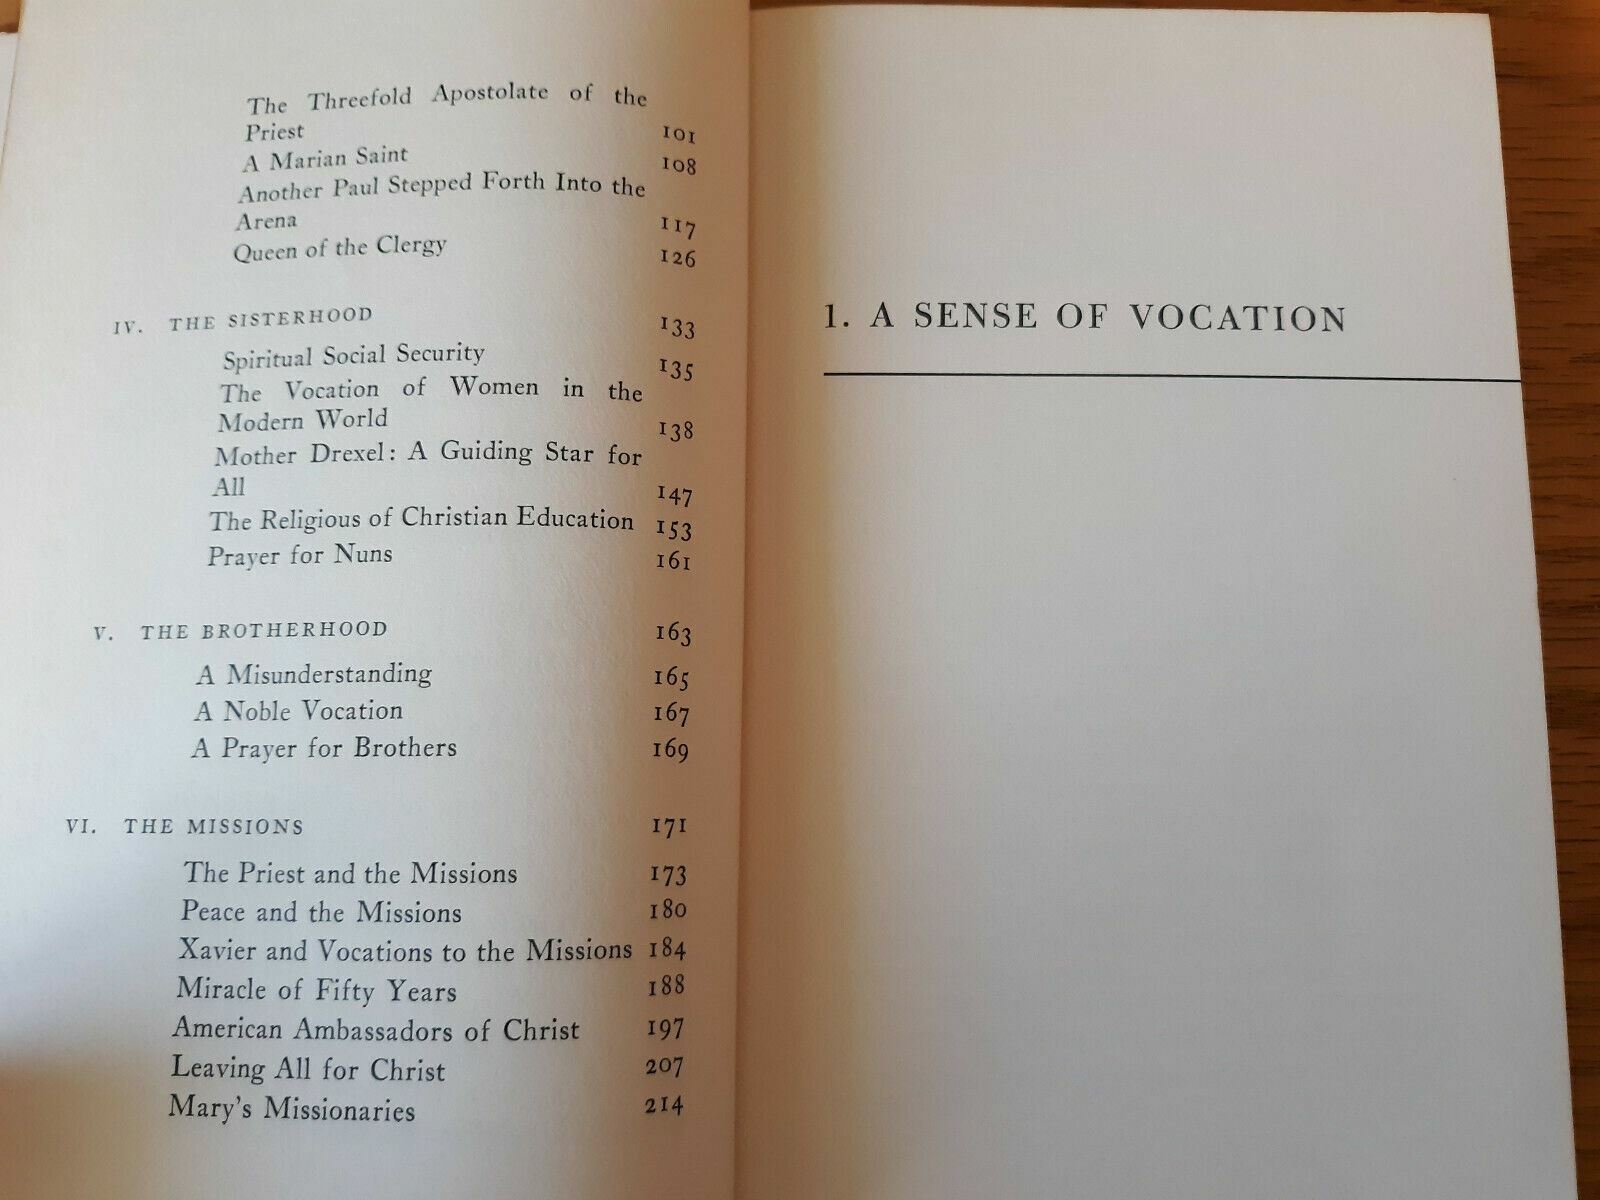 The Threefold Apostolate of the
Priest 101
A Marian Saint 108
Another Paul Stepped Forth Into the
Arena 117
Queen of the Clergy 126
IV. THE SISTERHOOD 133
Spiritual Social Security 135
The Vocation of Women in the
Modern World 138
Mother Drexel: A Guiding Star for
All 147
The Religious of Christian Education 153
Prayer for Nuns 161
V. THE BROTHERHOOD 163
A Misunderstanding 165
A Noble Vocation 167
A Prayer for Brothers 169
VI. THE MISSIONS 171
The Priest and the Missions 173
Peace and the Missions 180
Xavier and Vocations to the Missions 184
Miracle of Fifty Years 188
American Ambassadors of Christ 197
Leaving All for Christ 207
Mary's Missionaries 214
1. A SENSE OF VOCATION